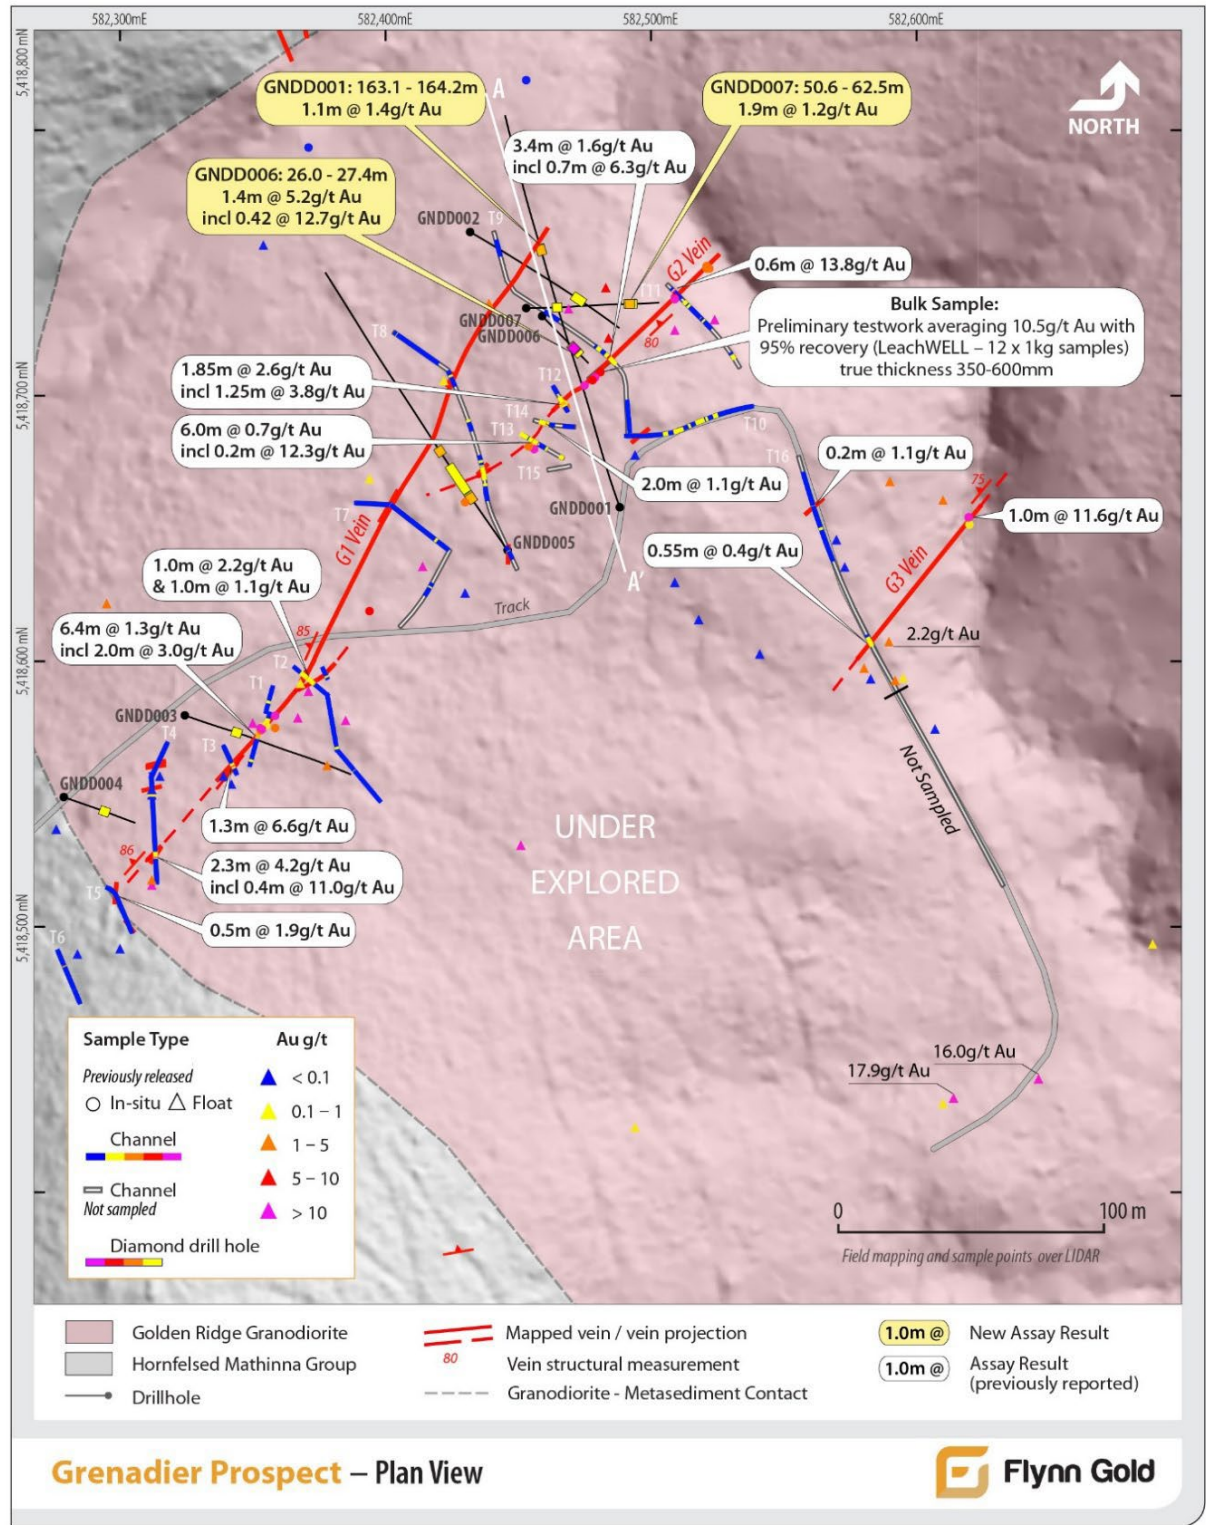 582,300mE
582,400mE
582,500mE
582,600mE
5,418,800 mN
5,418,700 mN
5,418,600 mN
5,418,500 mN
GNDD001: 163.1 - 164.2m
1.1m @ 1.4g/t Au
A
GNDD007: 50.6 - 62.5m
1.9m @ 1.2g/t Au
NORTH
3.4m @ 1.6g/t Au
incl 0.7m @ 6.3g/t Au
GNDD006: 26.0 - 27.4m
1.4m @ 5.2g/t Au
incl 0.42 @ 12.7g/t Au
GNDD002
T9
G2 Vein
0.6m @ 13.8g/t Au
T11
Bulk Sample:
Preliminary testwork averaging 10.5g/t Au with
95% recovery (LeachWELL – 12 x 1kg samples)
true thickness 350-600mm
GNDD007
GNDD006
80
T8
1.85m @ 2.6g/t Au
incl 1.25m @ 3.8g/t Au
T12
T14
T13
T10
6.0m @ 0.7g/t Au
incl 0.2m @ 12.3g/t Au
T15
T16
0.2m @ 1.1g/t Au
2.0m @ 1.1g/t Au
75
T7
G1 Vein
GNDD001
1.0m @ 11.6g/t Au
GNDD005
0.55m @ 0.4g/t Au
G3 Vein
1.0m @ 2.2g/t Au
& 1.0m @ 1.1g/t Au
A'
Track
6.4m @ 1.3g/t Au
incl 2.0m @ 3.0g/t Au
85
2.2g/t Au
T2
T1
GNDD003
T4
T3
GNDD004
Not Sampled
1.3m @ 6.6g/t Au
UNDER
EXPLORED
AREA
86
2.3m @ 4.2g/t Au
incl 0.4m @ 11.0g/t Au
T5
0.5m @ 1.9g/t Au
T6
16.0g/t Au
17.9g/t Au
Sample Type
Au g/t
Previously released
< 0.1
In-situ
Float
0.1 – 1
Channel
1 – 5
Channel
Not sampled
5 – 10
> 10
Diamond drill hole
0
100 m
Field mapping and sample points over LIDAR
Golden Ridge Granodiorite
Hornfelsed Mathinna Group
Drillhole
Mapped vein / vein projection
80
Vein structural measurement
Granodiorite - Metasediment Contact
1.0m @
New Assay Result
1.0m @
Assay Result
(previously reported)
Grenadier Prospect – Plan View
Flynn Gold